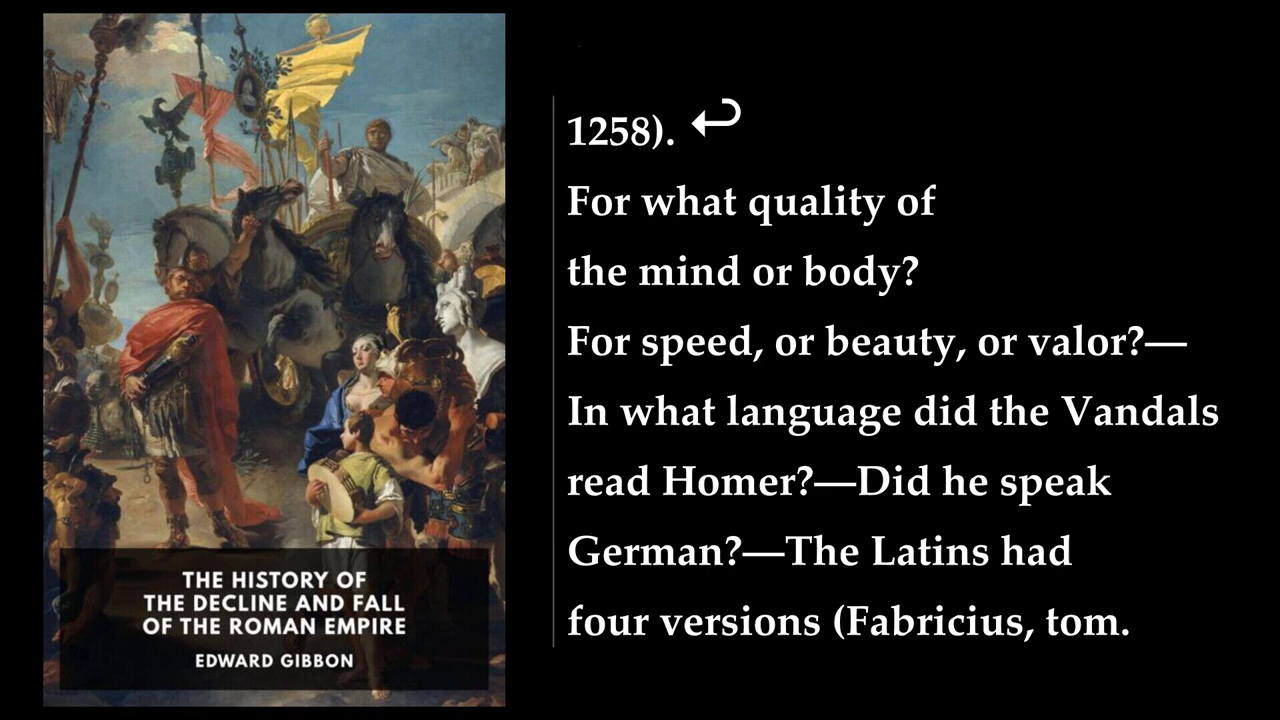 THE HISTORY OF
THE DECLINE AND FALL
OF THE ROMAN EMPIRE
EDWARD GIBBON
1258). ↩
For what quality of
the mind or body?
For speed, or beauty, or valor?—
In what language did the Vandals
read Homer?—Did he speak
German?—The Latins had
four versions (Fabricius, tom.